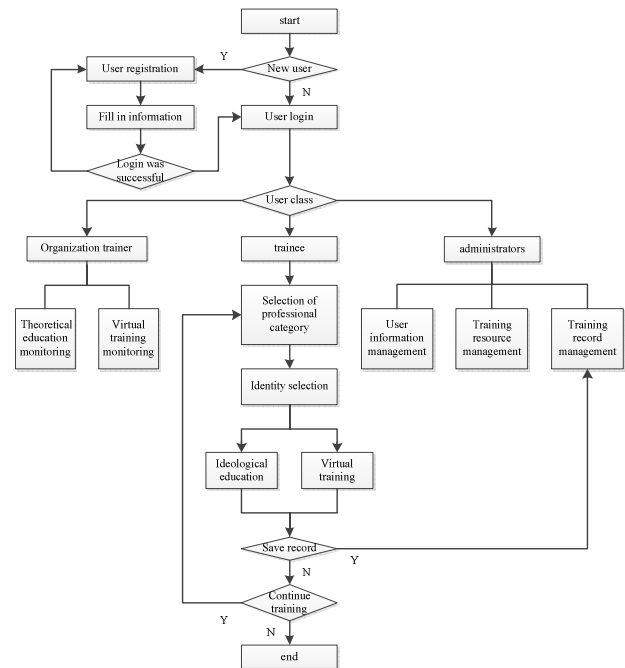 start
Y
User registration
New user
N
Fill in information
User login
Login was
successful
User class
Organization trainer
trainee
administrators
Selection of
professional
category
Theoretical
education
monitoring
Virtual
training
monitoring
User
information
management
Training
resource
management
Training
record
management
Identity selection
Ideological
education
Virtual
training
Save record
Y
N
Continue
training
Y
N
end